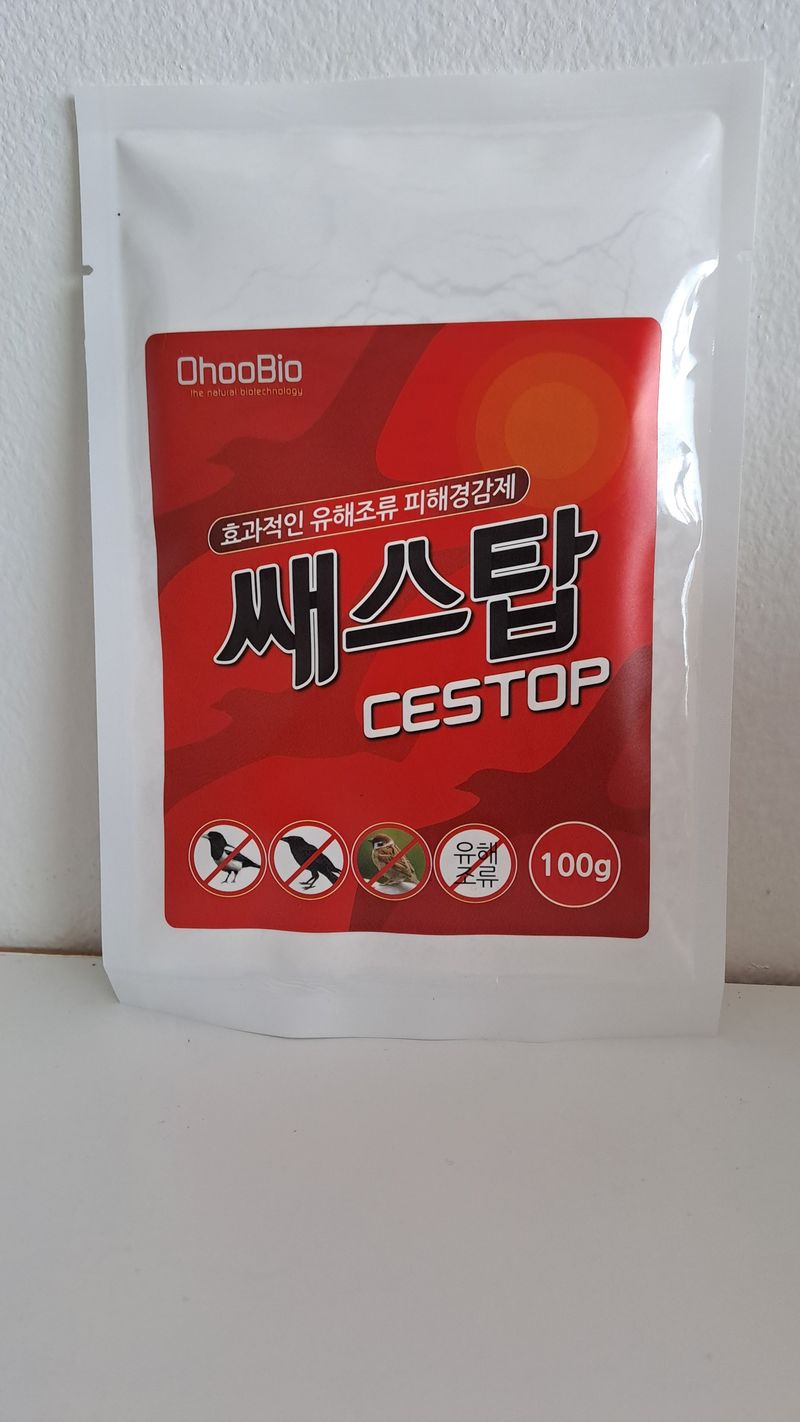 OhooBio
the natural biotechnology
효과적인 유해조류 피해경감제
쌔스탑
CESTOP
유해
조류
100g